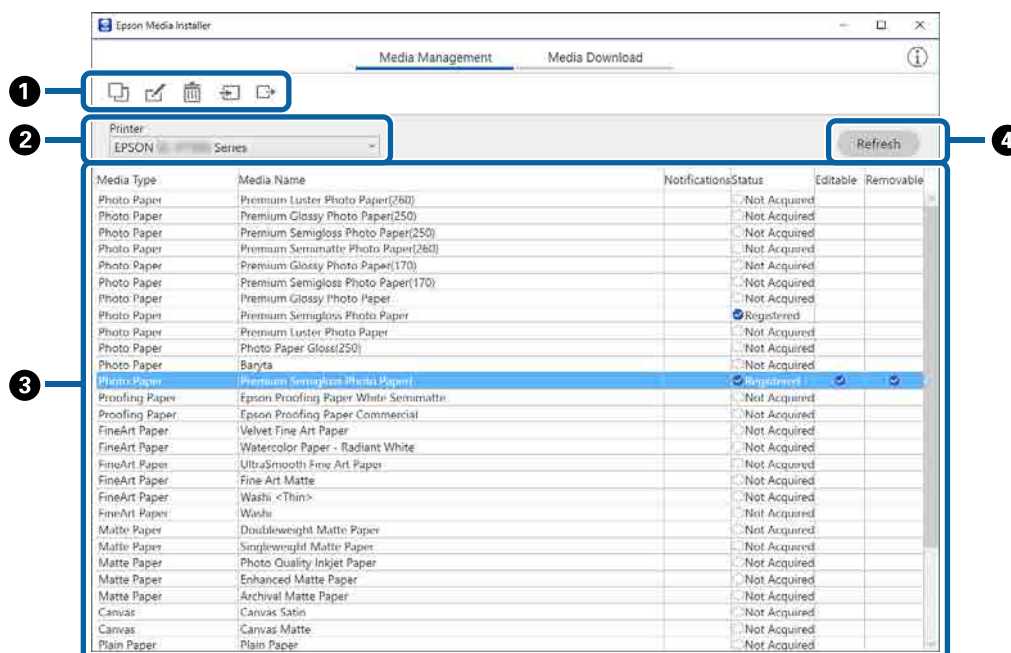 Epson Media Installer
Media Management Media Download
1
2 Printer
EPSON Series
Refresh 4
Media Type Media Name Notifications Status Editable Removable
Photo Paper Premium Luster Photo Paper(260) Not Acquired
Photo Paper Premium Glossy Photo Paper(250) Not Acquired
Photo Paper Premium Semigloss Photo Paper(250) Not Acquired
Photo Paper Premium Semimatte Photo Paper(260) Not Acquired
Photo Paper Premium Glossy Photo Paper(170) Not Acquired
Photo Paper Premium Semigloss Photo Paper(170) Not Acquired
Photo Paper Premium Glossy Photo Paper Not Acquired
Photo Paper Premium Semigloss Photo Paper Registered
Photo Paper Premium Luster Photo Paper Not Acquired
Photo Paper Photo Paper Gloss(250) Not Acquired
Photo Paper Baryta Not Acquired
3 Photo Paper Premium Semigloss Photo Paper1 Registered
Proofing Paper Epson Proofing Paper White Semimatte Not Acquired
Proofing Paper Epson Proofing Paper Commercial Not Acquired
FineArt Paper Velvet Fine Art Paper Not Acquired
FineArt Paper Watercolor Paper - Radiant White Not Acquired
FineArt Paper UltraSmooth Fine Art Paper Not Acquired
FineArt Paper Fine Art Matte Not Acquired
FineArt Paper Washi <Thin> Not Acquired
FineArt Paper Washi Not Acquired
Matte Paper Doubleweight Matte Paper Not Acquired
Matte Paper Singleweight Matte Paper Not Acquired
Matte Paper Photo Quality Inkjet Paper Not Acquired
Matte Paper Enhanced Matte Paper Not Acquired
Matte Paper Archival Matte Paper Not Acquired
Canvas Canvas Satin Not Acquired
Canvas Canvas Matte Not Acquired
Plain Paper Plain Paper Not Acquired